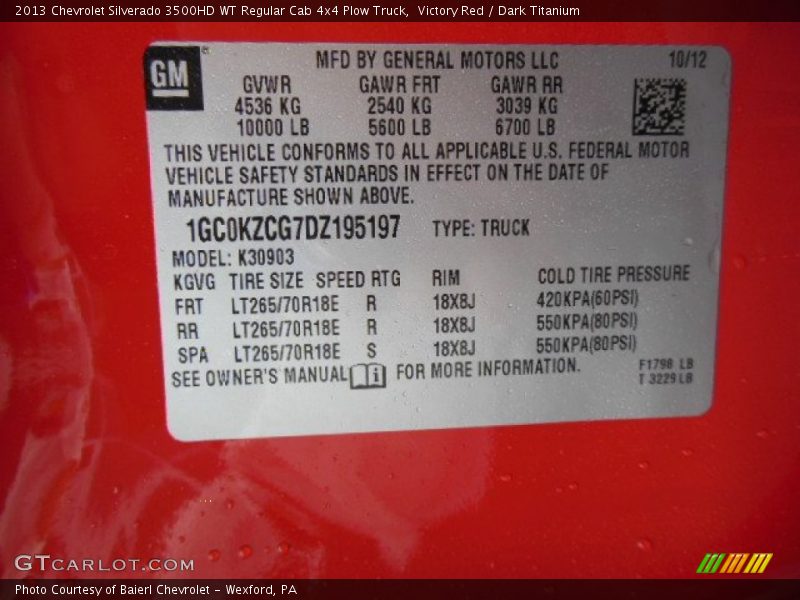 2013 Chevrolet Silverado 3500HD WT Regular Cab 4x4 Plow Truck, Victory Red / Dark Titanium
GM
MFD BY GENERAL MOTORS LLC 10/12
GVWR GAWR FRT GAWR RR
4536 KG 2540 KG 3039 KG
10000 LB 5600 LB 6700 LB
THIS VEHICLE CONFORMS TO ALL APPLICABLE U.S. FEDERAL MOTOR
VEHICLE SAFETY STANDARDS IN EFFECT ON THE DATE OF
MANUFACTURE SHOWN ABOVE.
1GC0KZCG7DZ195197 TYPE: TRUCK
MODEL: K30903
KGVG TIRE SIZE SPEED RTG RIM COLD TIRE PRESSURE
FRT LT265/70R18E R 18X8J 420KPA(60PSI)
RR LT265/70R18E R 18X8J 550KPA(80PSI)
SPA LT265/70R18E S 18X8J 550KPA(80PSI)
SEE OWNER'S MANUAL i FOR MORE INFORMATION.
F1798 LB
T 3229 LB
GTCARLOT.COM
Photo Courtesy of Baierl Chevrolet - Wexford, PA